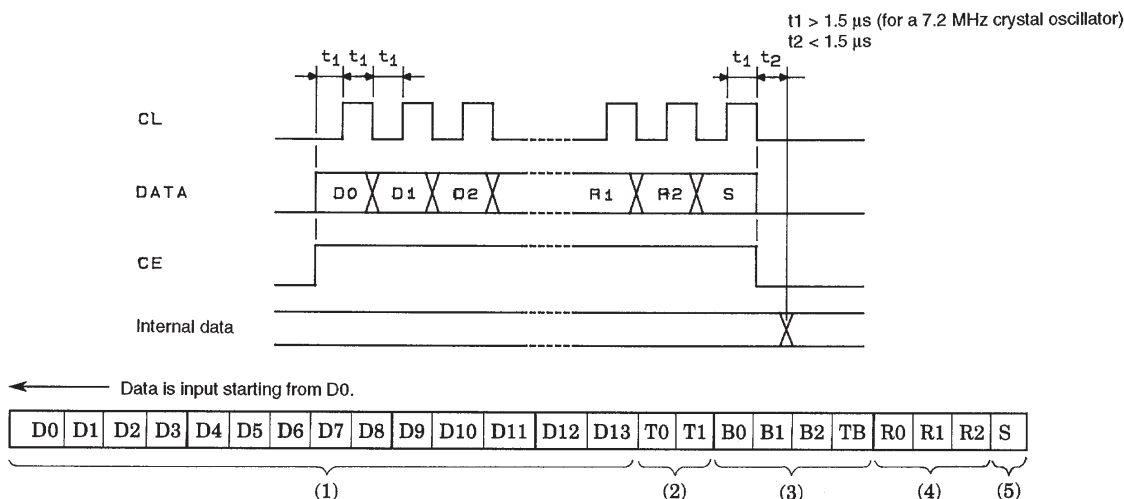 t1 > 1.5 µs (for a 7.2 MHz crystal oscillator)
t2 < 1.5 µs
t1 t1 t1 t1 t2
CL
DATA D0 D1 D2 R1 R2 S
CE
Internal data
Data is input starting from D0.
D0 D1 D2 D3 D4 D5 D6 D7 D8 D9 D10 D11 D12 D13 T0 T1 B0 B1 B2 TB R0 R1 R2 S
(1) (2) (3) (4) (5)